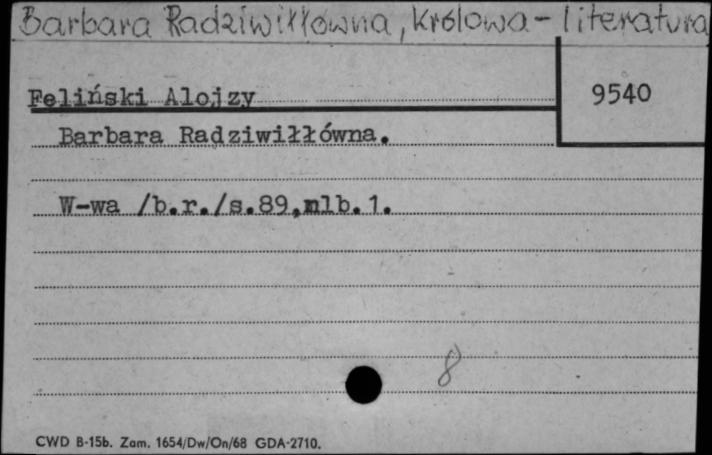 Barbara Radziwiłłówna, królowa - literatura
Feliński Alojzy
9540
Barbara Radziwiłłówna.
W-wa /b.r./s.89,nlb.1.
8
CWD B-15b. Zam. 1654/Dw/On/68 GDA-2710.